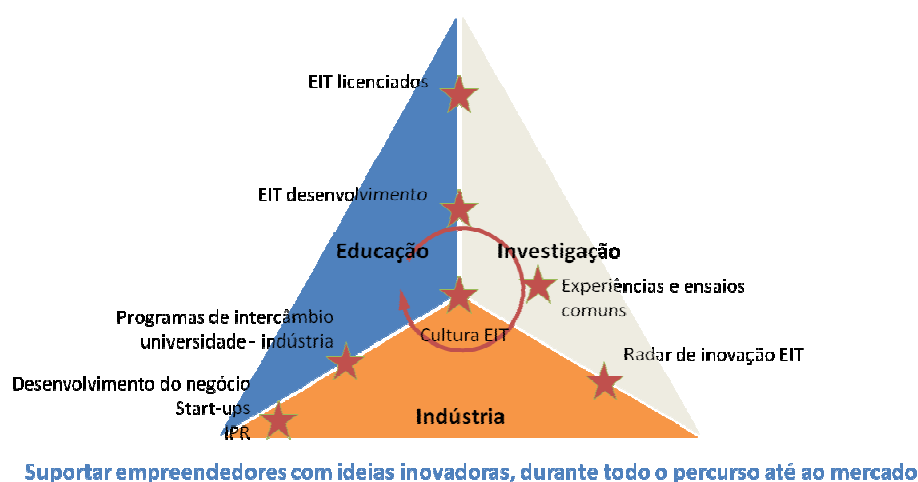 EIT licenciados
EIT desenvolvimento
Educação
Investigação
Experiências e ensaios
comuns
Programas de intercâmbio
universidade - indústria
Cultura EIT
Radar de inovação EIT
Desenvolvimento do negócio
Start-ups
IPR
Indústria
Suportar empreendedores com ideias inovadoras, durante todo o percurso até ao mercado